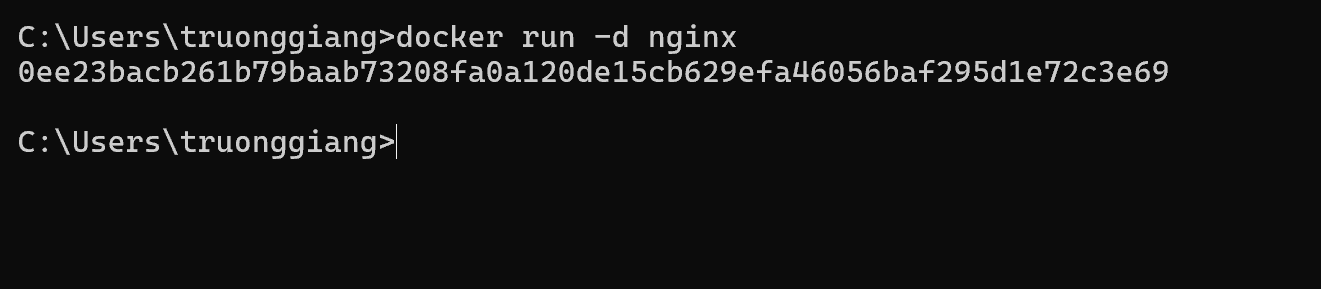 C:\Users\truonggiang>docker run -d nginx
0ee23bacb261b79baab73208fa0a120de15cb629efa46056baf295d1e72c3e69
C:\Users\truonggiang>